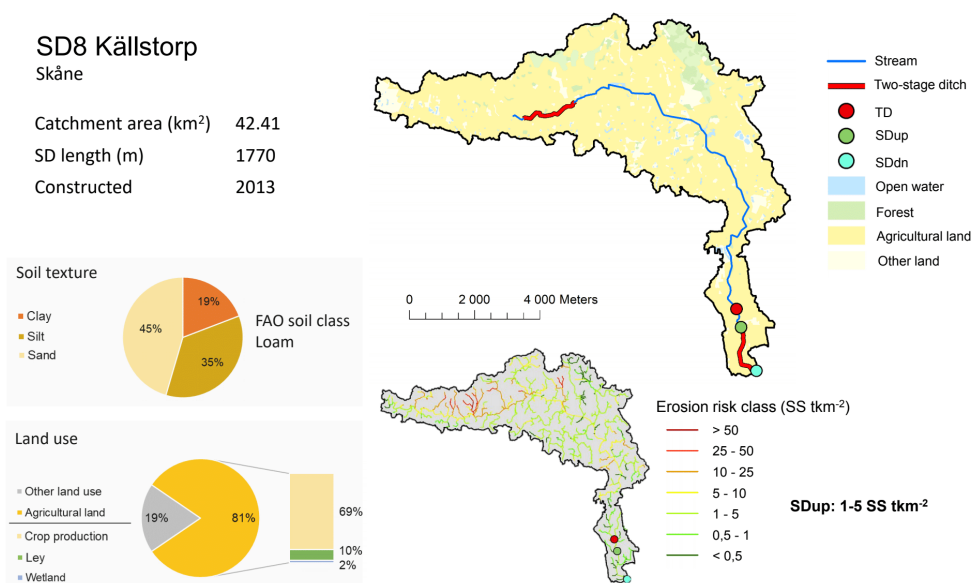 SD8 Källstorp
Skåne
Catchment area (km²) 42.41
SD length (m) 1770
Constructed 2013
Stream
Two-stage ditch
TD
SDup
SDdn
Open water
Forest
Agricultural land
Other land
0 2 000 4 000 Meters
Soil texture
Clay
Silt
Sand
19%
45%
35%
FAO soil class
Loam
Land use
Other land use
Agricultural land
Crop production
Ley
Wetland
19%
81%
69%
10%
2%
Erosion risk class (SS tkm-²)
> 50
25 - 50
10 - 25
5 - 10
1 - 5
0,5 - 1
< 0,5
SDup: 1-5 SS tkm-²